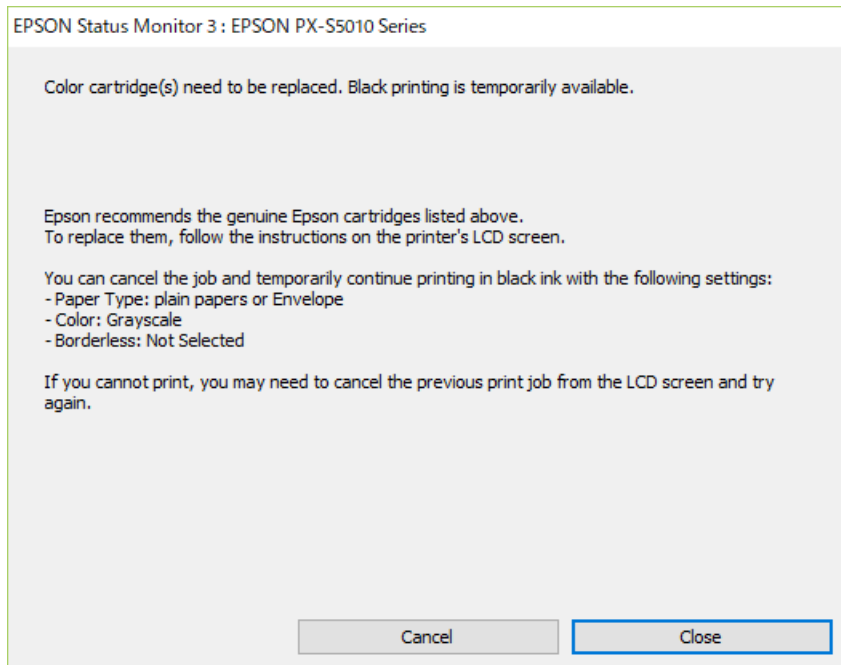 EPSON Status Monitor 3 : EPSON PX-S5010 Series
Color cartridge(s) need to be replaced. Black printing is temporarily available.
Epson recommends the genuine Epson cartridges listed above.
To replace them, follow the instructions on the printer's LCD screen.
You can cancel the job and temporarily continue printing in black ink with the following settings:
- Paper Type: plain papers or Envelope
- Color: Grayscale
- Borderless: Not Selected
If you cannot print, you may need to cancel the previous print job from the LCD screen and try
again.
Cancel Close